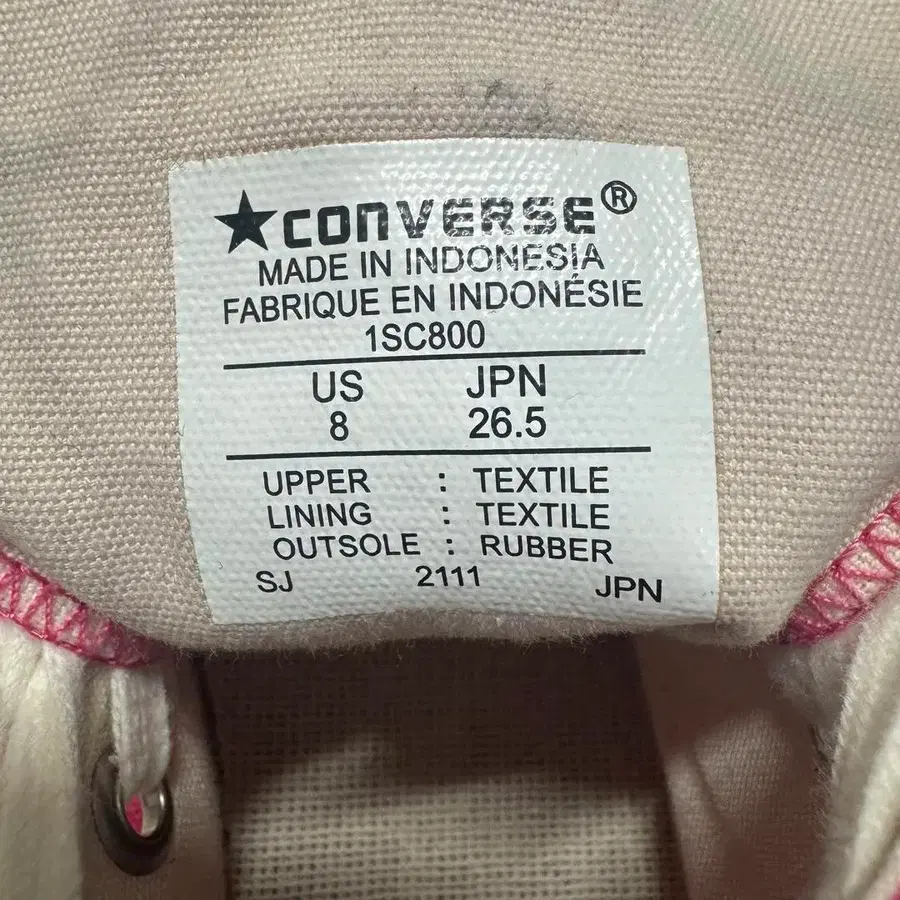 ★CONVERSE®
MADE IN INDONESIA
FABRIQUE EN INDONÉSIE
1SC800
US JPN
8 26.5
UPPER : TEXTILE
LINING : TEXTILE
OUTSOLE : RUBBER
SJ 2111 JPN